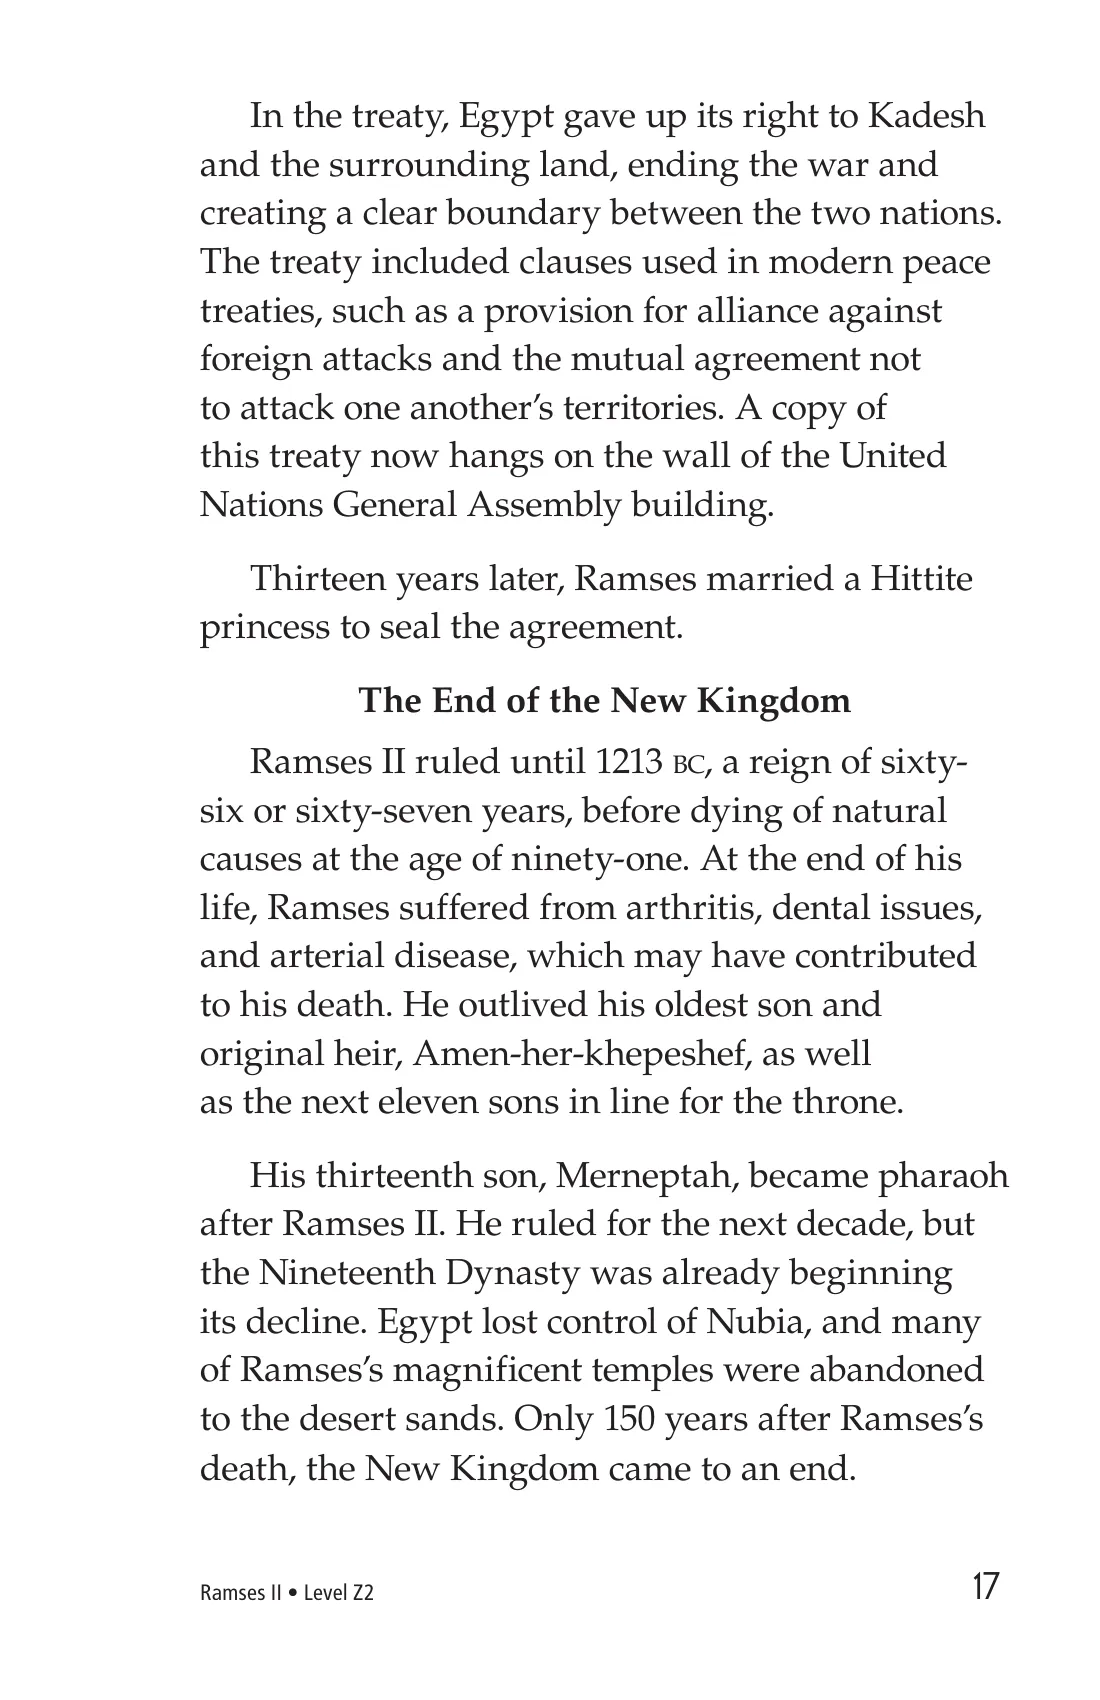 In the treaty, Egypt gave up its right to Kadesh
and the surrounding land, ending the war and
creating a clear boundary between the two nations.
The treaty included clauses used in modern peace
treaties, such as a provision for alliance against
foreign attacks and the mutual agreement not
to attack one another’s territories. A copy of
this treaty now hangs on the wall of the United
Nations General Assembly building.
Thirteen years later, Ramses married a Hittite
princess to seal the agreement.
The End of the New Kingdom
Ramses II ruled until 1213 BC, a reign of sixty-
six or sixty-seven years, before dying of natural
causes at the age of ninety-one. At the end of his
life, Ramses suffered from arthritis, dental issues,
and arterial disease, which may have contributed
to his death. He outlived his oldest son and
original heir, Amen-her-khepeshef, as well
as the next eleven sons in line for the throne.
His thirteenth son, Merneptah, became pharaoh
after Ramses II. He ruled for the next decade, but
the Nineteenth Dynasty was already beginning
its decline. Egypt lost control of Nubia, and many
of Ramses’s magnificent temples were abandoned
to the desert sands. Only 150 years after Ramses’s
death, the New Kingdom came to an end.
Ramses II • Level Z2
17